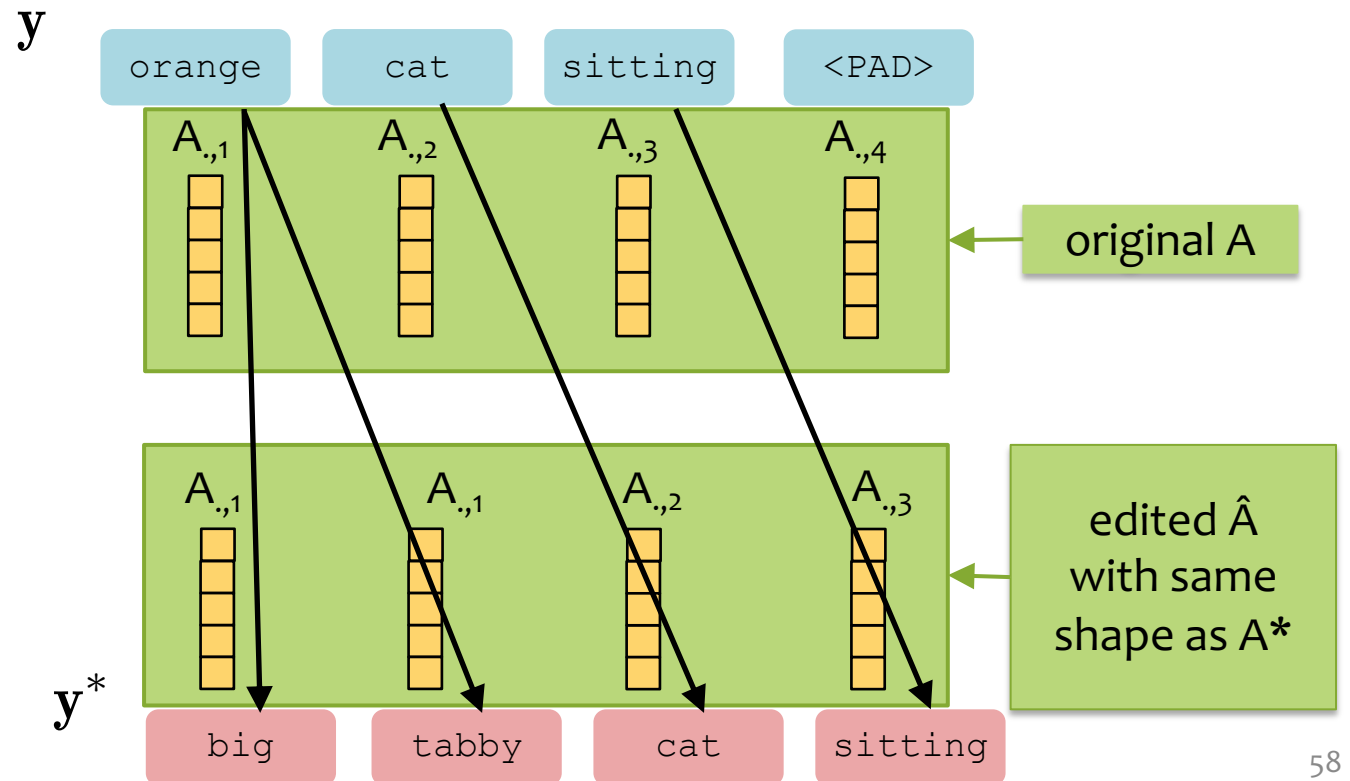 y
orange cat sitting <PAD>
A.,1 A.,2 A.,3 A.,4
original A
A.,1 A.,1 A.,2 A.,3
edited Â
with same
shape as A*
y*
big tabby cat sitting
58